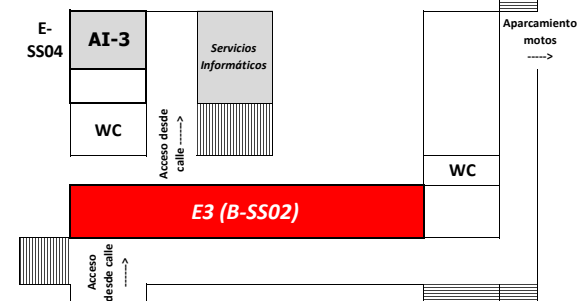 E-
SS04
AI-3
Servicios
Informáticos
Aparcamiento
motos
----->
WC
Acceso desde
calle ------->
WC
E3 (B-SS02)
Acceso
desde calle
----->